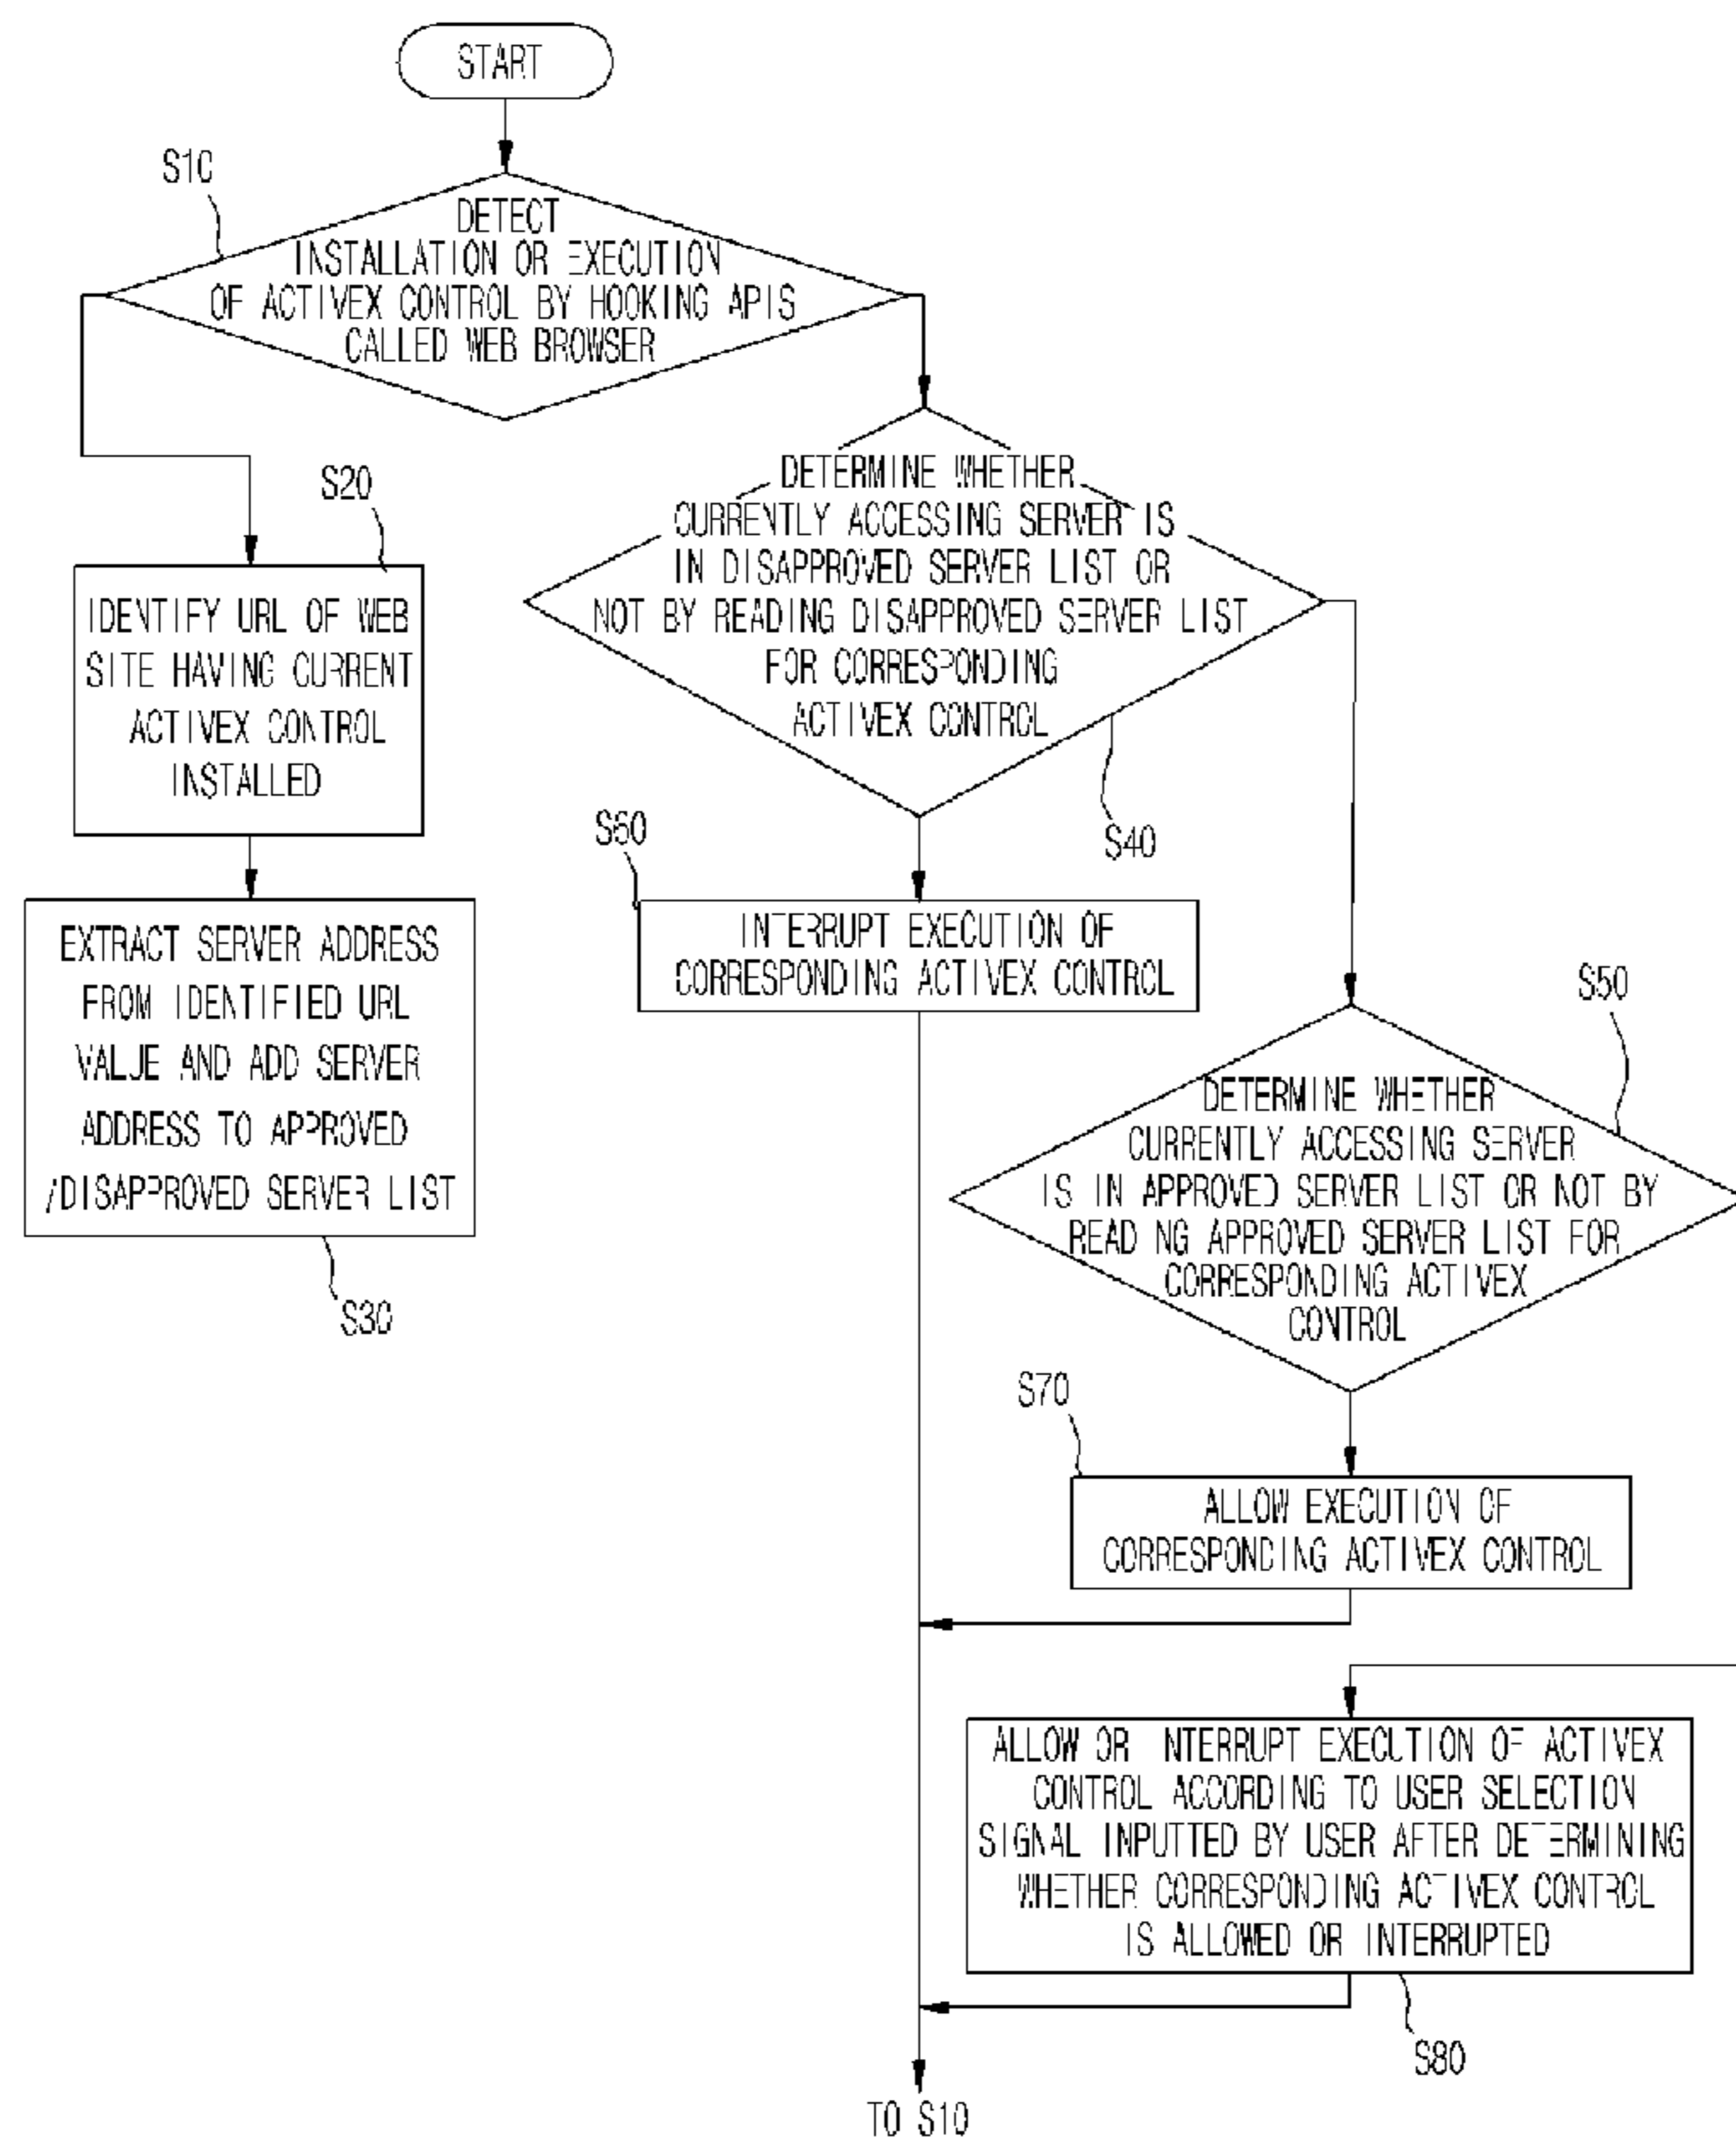 START
S10
DETECT
INSTALLATION OR EXECUTION
OF ACTIVEX CONTROL BY HOOKING APIS
CALLED WEB BROWSER
S20
IDENTIFY URL OF WEB
SITE HAVING CURRENT
ACTIVEX CONTROL
INSTALLED
EXTRACT SERVER ADDRESS
FROM IDENTIFIED URL
VALUE AND ADD SERVER
ADDRESS TO APPROVED
/DISAPPROVED SERVER LIST
S30
DETERMINE WHETHER
CURRENTLY ACCESSING SERVER IS
IN DISAPPROVED SERVER LIST OR
NOT BY READING DISAPPROVED SERVER LIST
FOR CORRESPONDING
ACTIVEX CONTROL
S40
S60
INTERRUPT EXECUTION OF
CORRESPONDING ACTIVEX CONTROL
S50
DETERMINE WHETHER
CURRENTLY ACCESSING SERVER
IS IN APPROVED SERVER LIST OR NOT BY
READING APPROVED SERVER LIST FOR
CORRESPONDING ACTIVEX
CONTROL
S70
ALLOW EXECUTION OF
CORRESPONDING ACTIVEX CONTROL
ALLOW OR INTERRUPT EXECUTION OF ACTIVEX
CONTROL ACCORDING TO USER SELECTION
SIGNAL INPUTTED BY USER AFTER DETERMINING
WHETHER CORRESPONDING ACTIVEX CONTROL
IS ALLOWED OR INTERRUPTED
S80
TO S10